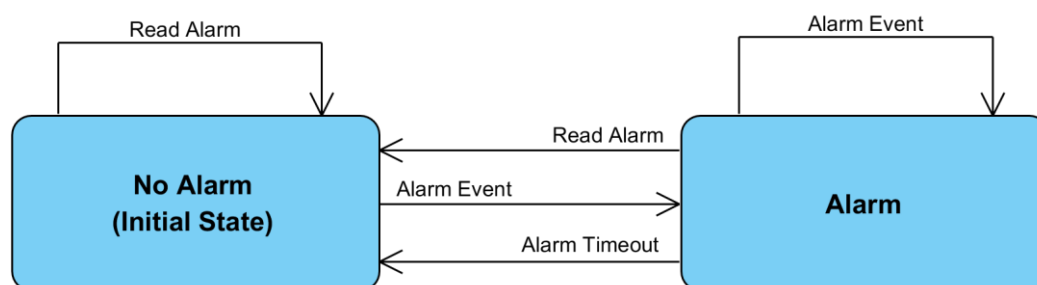 Read Alarm
Alarm Event
Read Alarm
No Alarm
(Initial State)
Alarm Event
Alarm
Alarm Timeout